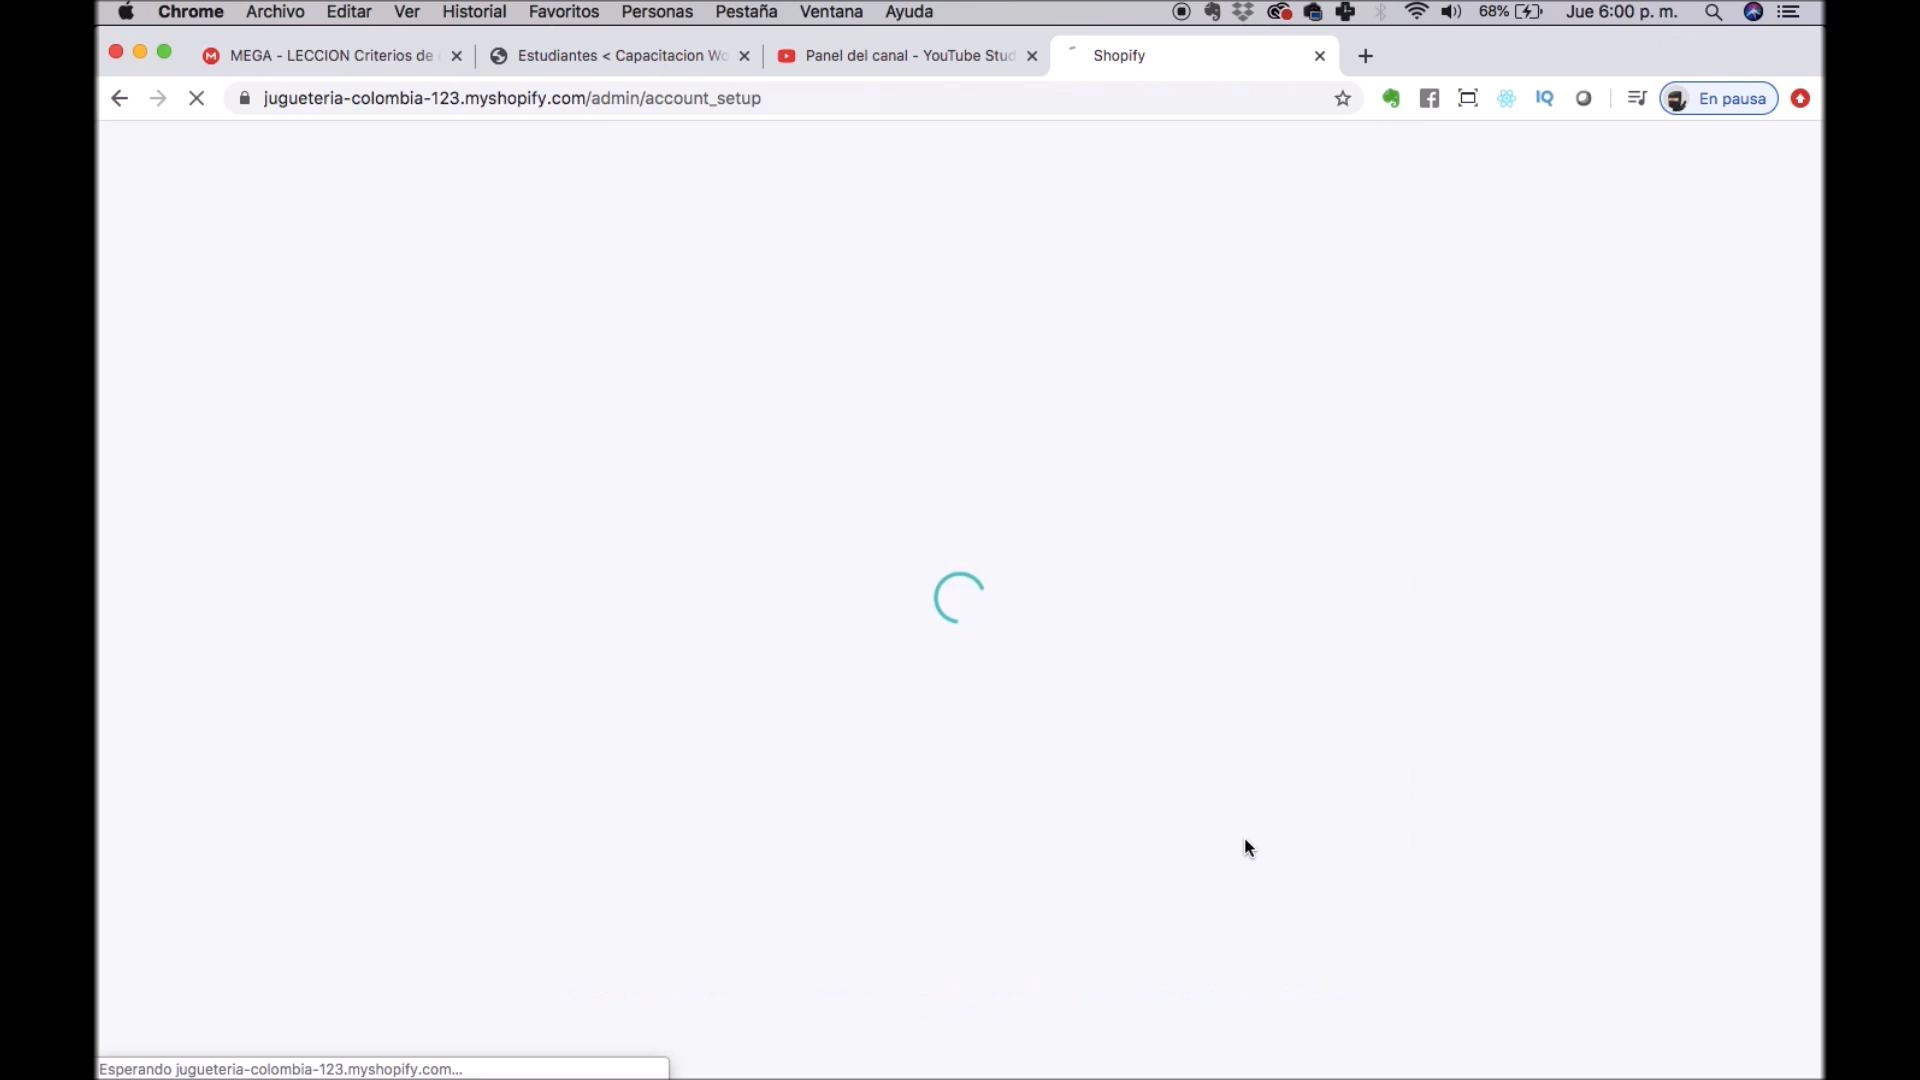 Chrome Archivo Editar Ver Historial Favoritos Personas Pestaña Ventana Ayuda 68% Jue 6:00 p. m.
MEGA - LECCION Criterios de Estudiantes < Capacitacion Wo Panel del canal - YouTube Stud Shopify
jugueteria-colombia-123.myshopify.com/admin/account_setup IQ En pausa
Esperando jugueteria-colombia-123.myshopify.com...